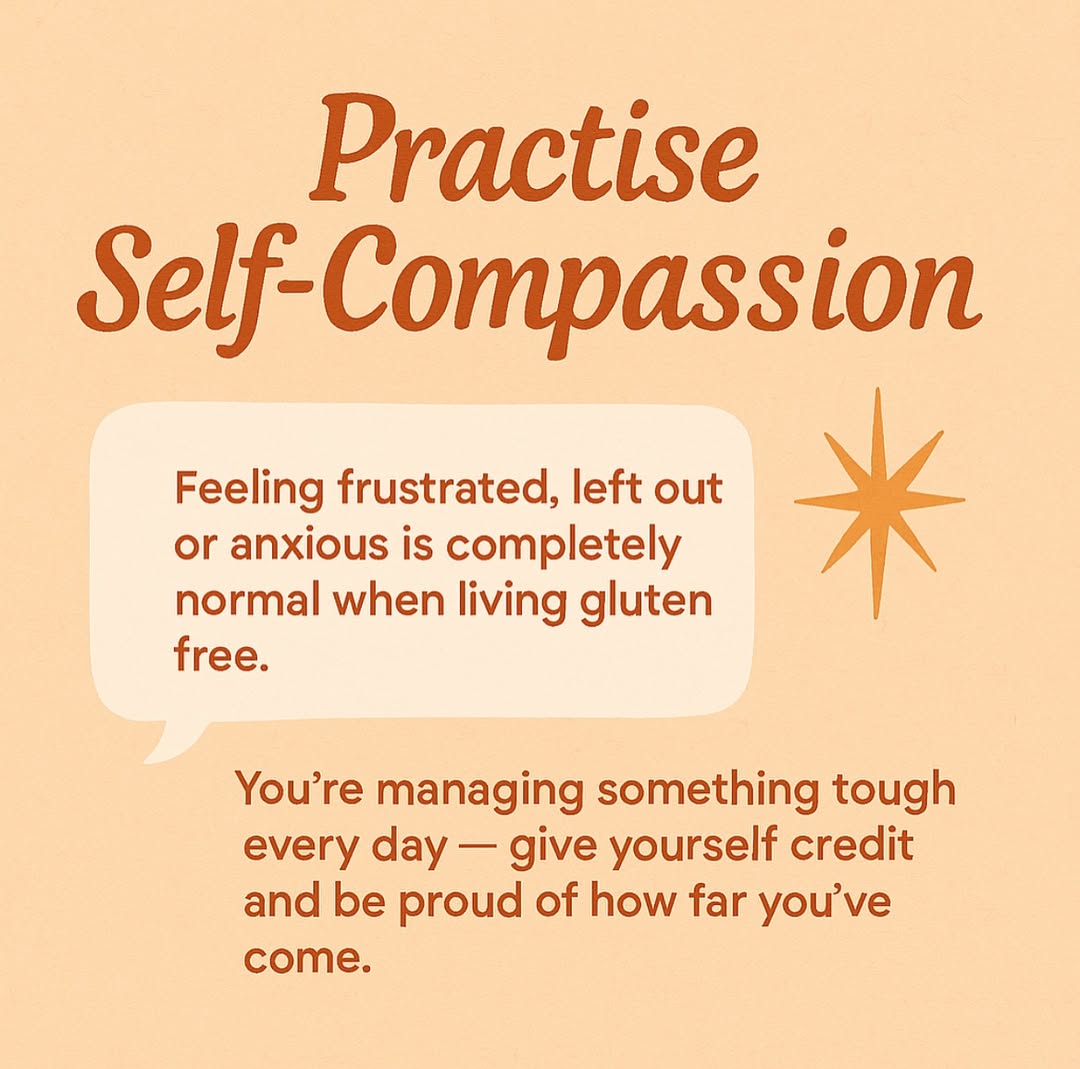 Practise
Self-Compassion
Feeling frustrated, left out
or anxious is completely
normal when living gluten
free.
You’re managing something tough
every day — give yourself credit
and be proud of how far you’ve
come.